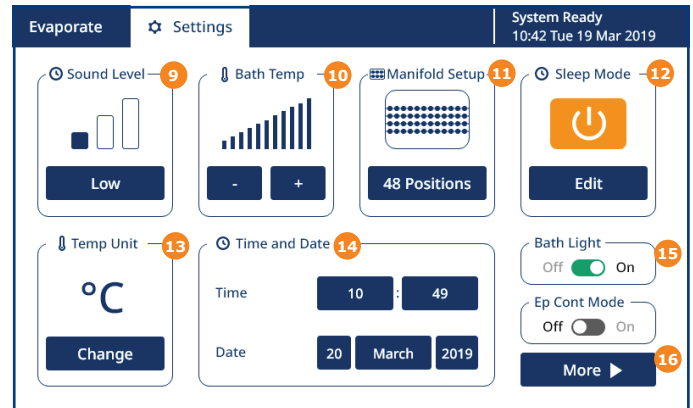 Evaporate
Settings
System Ready
10:42 Tue 19 Mar 2019
Sound Level
9
Low
Bath Temp
10
-
+
Manifold Setup
11
48 Positions
Sleep Mode
12
Edit
Temp Unit
13
°C
Change
Time and Date
14
Time
10 : 49
Date
20 March 2019
Bath Light
15
Off On
Ep Cont Mode
Off On
More
16